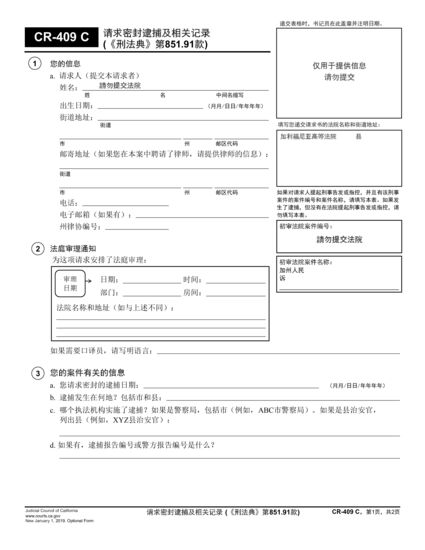 递交表格时，书记员在此盖章并注明日期。
CR-409 C
请求密封逮捕及相关记录
(《刑法典》第851.91款)
仅用于提供信息
请勿提交
1 您的信息
a. 请求人（提交本请求者）
姓名： 請勿提交法院
姓 名 中间名缩写
出生日期： （月月/日日/年年年年）
街道地址：
街道
市 州 邮区代码
邮寄地址（如果您在本案中聘请了律师，请提供律师的信息）：
街道
市 州 邮区代码
电话：
电子邮箱（如果有）：
州律协编号：
填写您递交请求书的法院名称和街道地址：
加利福尼亚高等法院 县
如果对请求人提起刑事告发或指控，并且有该刑事案件的案件编号和案件名称，请填写本表。如果发生了逮捕，但没有在法院提起刑事告发或指控，请勿填写本表。
初审法院案件编号：
請勿提交法院
初审法院案件名称：
加州人民
诉
2 法庭审理通知
为这项请求安排了法庭审理：
审理
日期
日期： 时间：
部门： 房间：
法院名称和地址（如与上述不同）：
如果需要口译员，请写明语言：
3 您的案件有关的信息
a. 您请求密封的逮捕日期： （月月/日日/年年年年）
b. 逮捕发生在何地？包括市和县：
c. 哪个执法机构实施了逮捕？如果是警察局，包括市（例如，ABC市警察局）。如果是县治安官，
列出县（例如，XYZ县治安官）：
d. 如果有，逮捕报告编号或警方报告编号是什么？
Judicial Council of California
www.courts.ca.gov
New January 1, 2019, Optional Form
请求密封逮捕及相关记录 (《刑法典》第851.91款)
CR-409 C，第1页，共2页